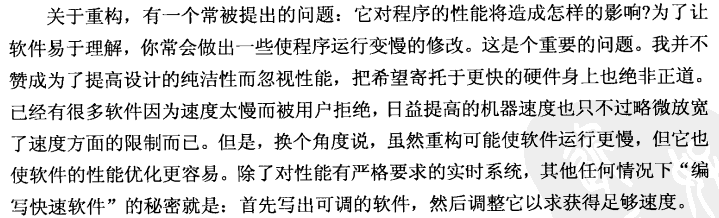 关于重构，有一个常被提出的问题：它对程序的性能将造成怎样的影响?为了让
软件易于理解，你常会做出一些使程序运行变慢的修改。这是个重要的问题。我并不
赞成为了提高设计的纯洁性而忽视性能，把希望寄托于更快的硬件身上也绝非正道。
已经有很多软件因为速度太慢而被用户拒绝，日益提高的机器速度也只不过略微放宽
了速度方面的限制而已。但是，换个角度说，虽然重构可能使软件运行更慢，但它也
使软件的性能优化更容易。除了对性能有严格要求的实时系统，其他任何情况下“编
写快速软件”的秘密就是：首先写出可调的软件，然后调整它以求获得足够速度。